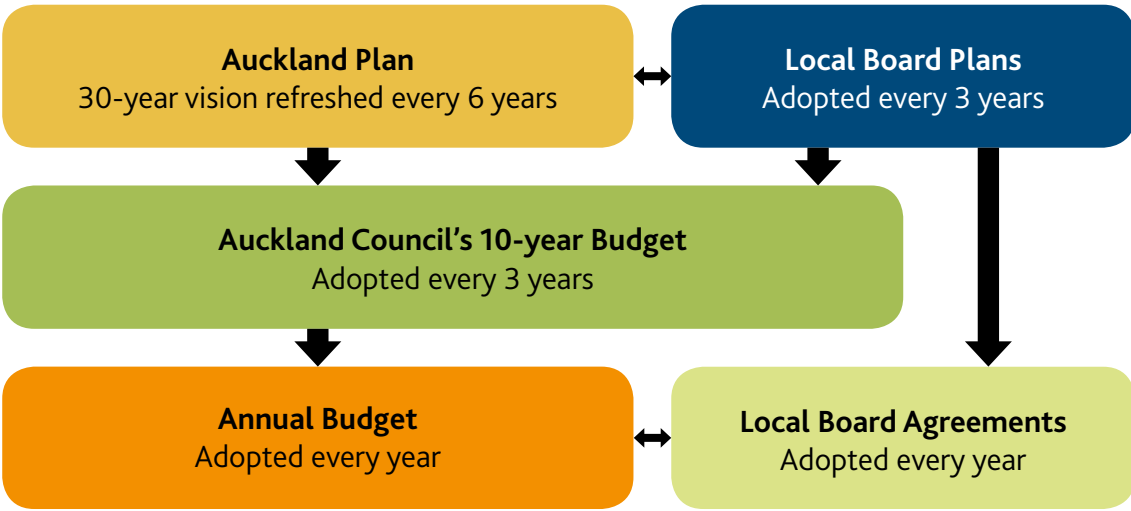 Auckland Plan
30-year vision refreshed every 6 years
Local Board Plans
Adopted every 3 years
Auckland Council's 10-year Budget
Adopted every 3 years
Annual Budget
Adopted every year
Local Board Agreements
Adopted every year